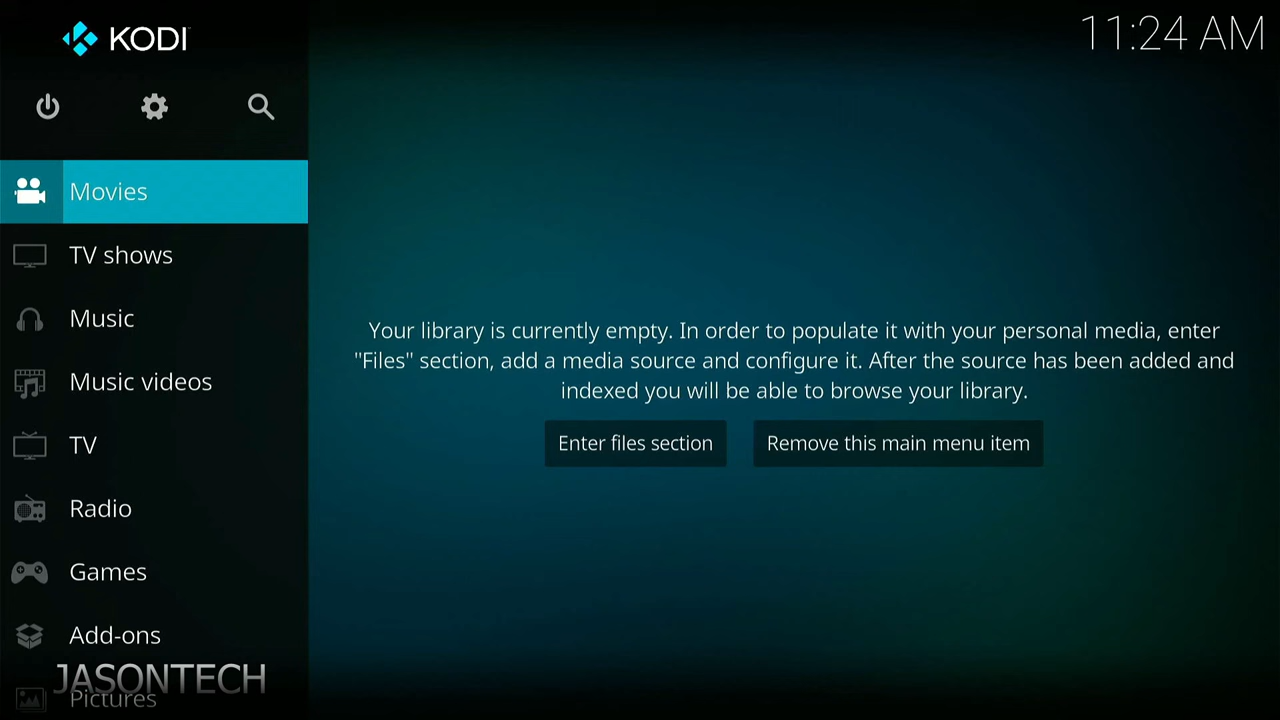 KODI
11:24 AM
Movies
TV shows
Music
Music videos
TV
Radio
Games
Add-ons
Pictures
Your library is currently empty. In order to populate it with your personal media, enter
"Files" section, add a media source and configure it. After the source has been added and
indexed you will be able to browse your library.
Enter files section
Remove this main menu item
JASONTECH